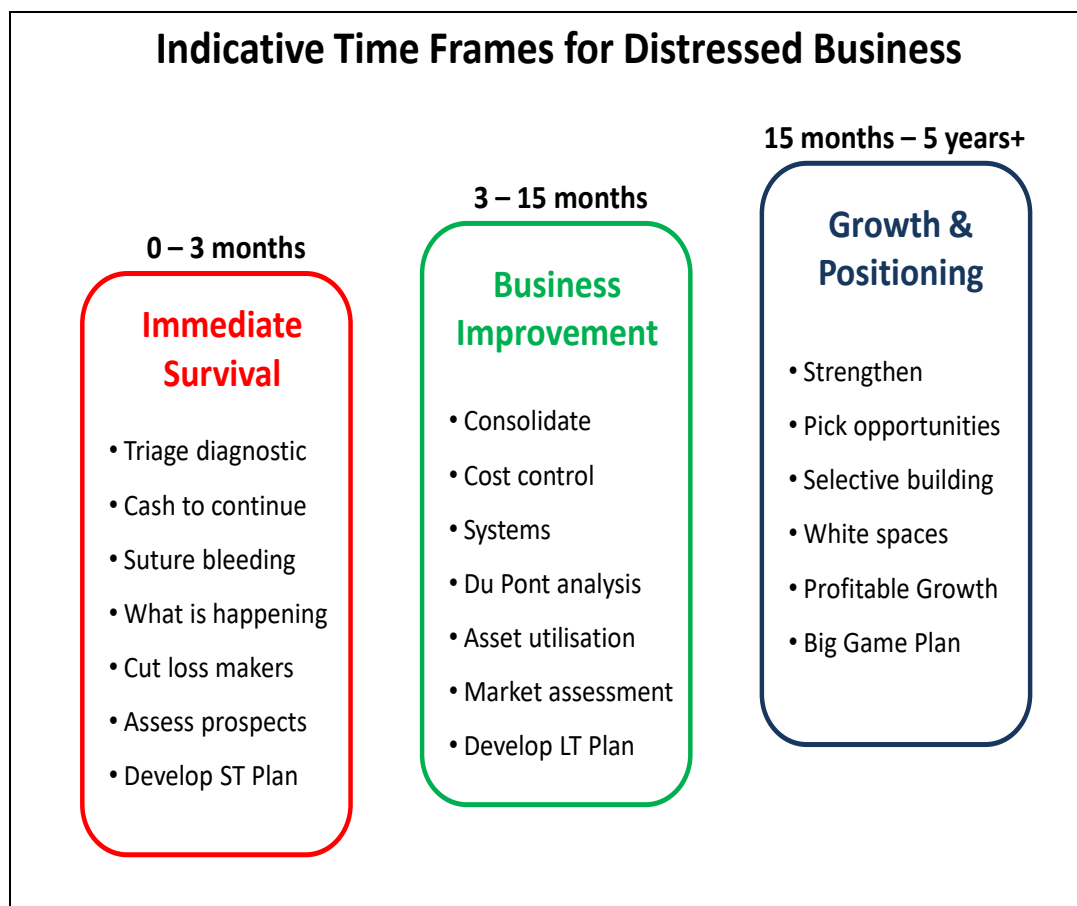 Indicative Time Frames for Distressed Business
0 – 3 months
Immediate
Survival
• Triage diagnostic
• Cash to continue
• Suture bleeding
• What is happening
• Cut loss makers
• Assess prospects
• Develop ST Plan
3 – 15 months
Business
Improvement
• Consolidate
• Cost control
• Systems
• Du Pont analysis
• Asset utilisation
• Market assessment
• Develop LT Plan
15 months – 5 years+
Growth &
Positioning
• Strengthen
• Pick opportunities
• Selective building
• White spaces
• Profitable Growth
• Big Game Plan